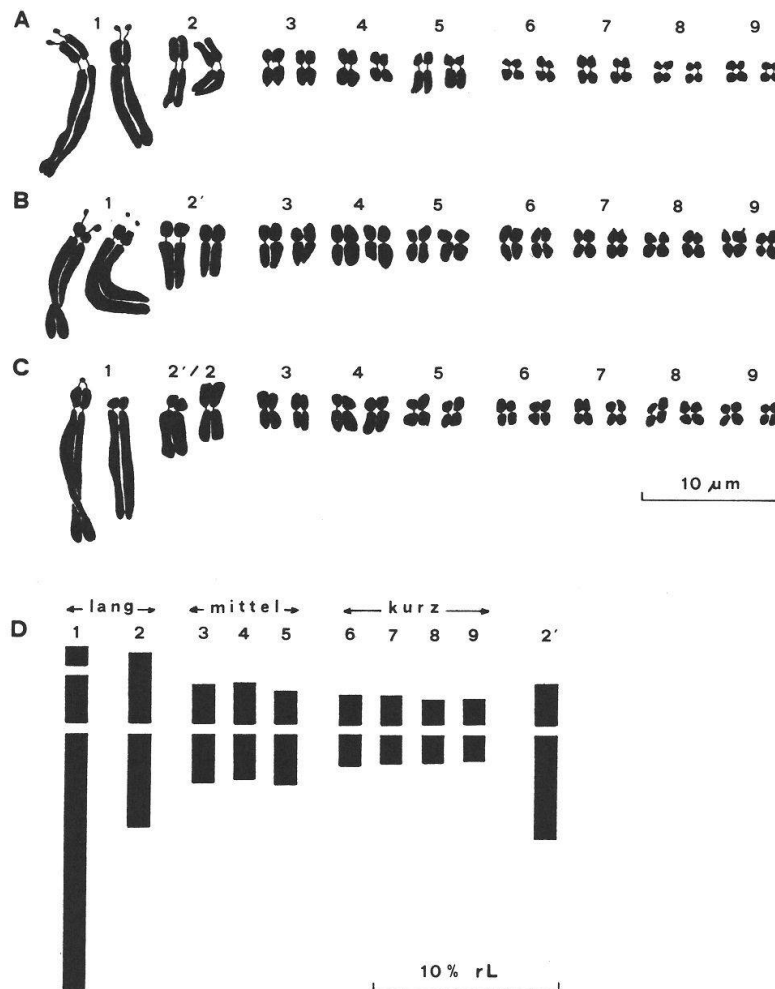 A 1 2 3 4 5 6 7 8 9
B 1 2′ 3 4 5 6 7 8 9
C 1 2′/2 3 4 5 6 7 8 9
10 µm
lang mittel kurz
D 1 2 3 4 5 6 7 8 9 2′
10% rL